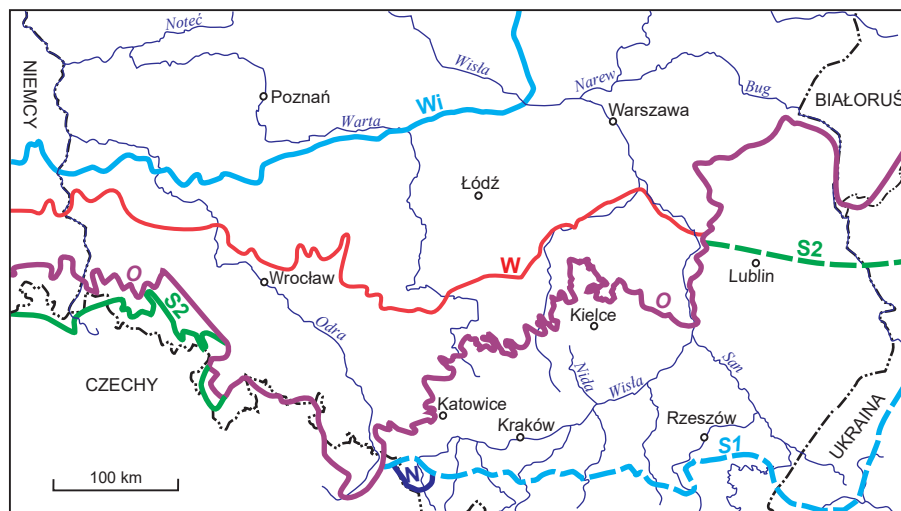 Noteć
Wisła
Narew
Bug
BIAŁORUŚ
NIEMCY
Poznań
Wi
Warszawa
Warta
Łódź
W
S2
Lublin
O
S2
Wrocław
O
Kielce
Odra
CZECHY
Nida
Wisła
San
Katowice
Kraków
Rzeszów
UKRAINA
S1
W
100 km